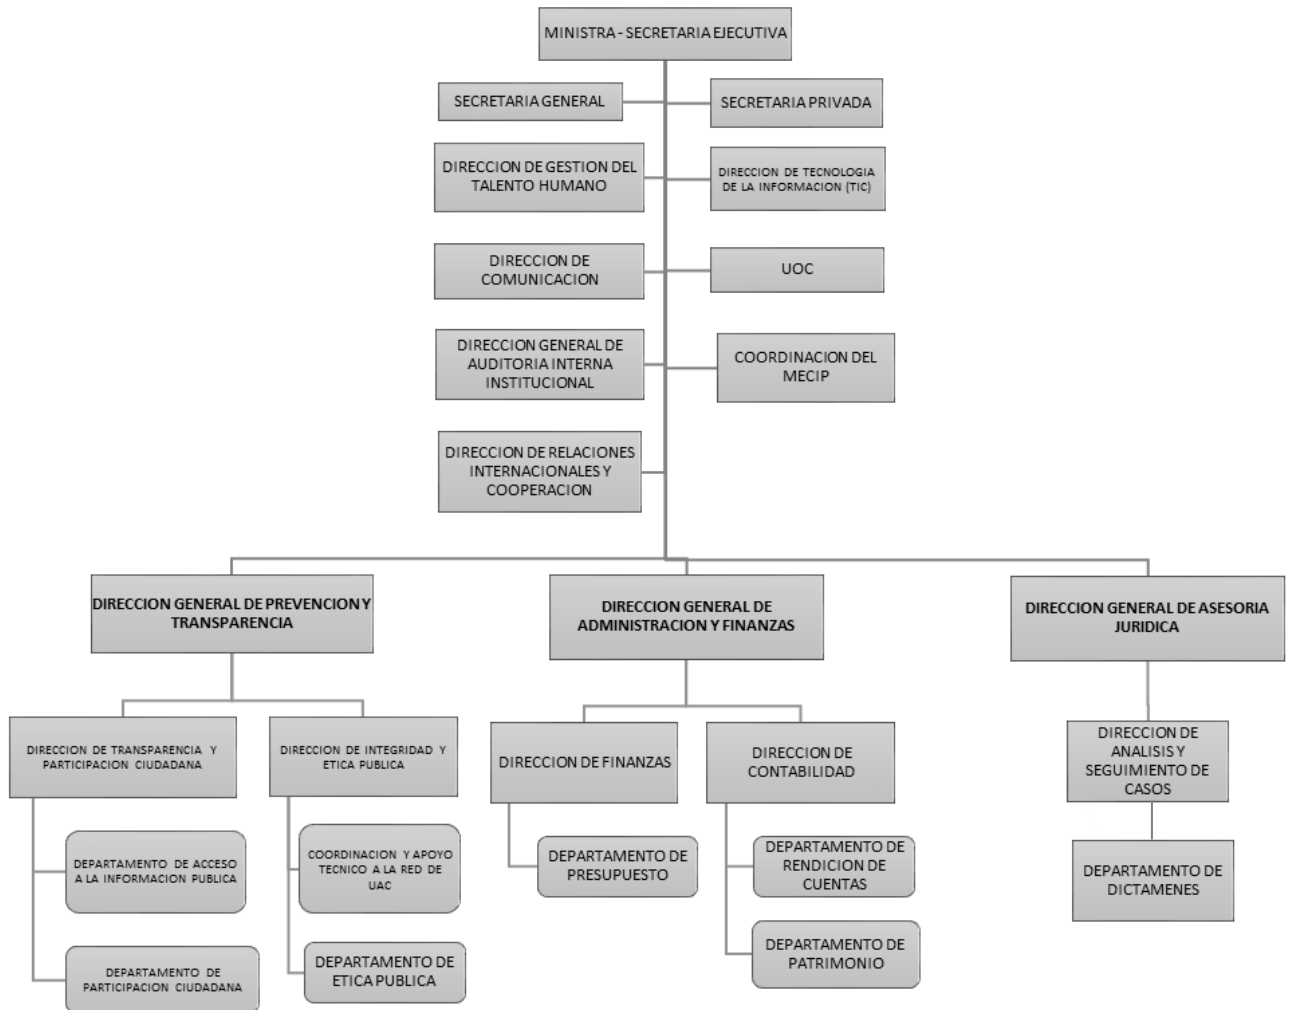 MINISTRA - SECRETARIA EJECUTIVA
SECRETARIA GENERAL
SECRETARIA PRIVADA
DIRECCION DE GESTION DEL
TALENTO HUMANO
DIRECCION DE TECNOLOGIA
DE LA INFORMACION (TIC)
DIRECCION DE
COMUNICACION
UOC
DIRECCION GENERAL DE
AUDITORIA INTERNA
INSTITUCIONAL
COORDINACION DEL
MECIP
DIRECCION DE RELACIONES
INTERNACIONALES Y
COOPERACION
DIRECCION GENERAL DE PREVENCION Y
TRANSPARENCIA
DIRECCION GENERAL DE
ADMINISTRACION Y FINANZAS
DIRECCION GENERAL DE ASESORIA
JURIDICA
DIRECCION DE TRANSPARENCIA Y
PARTICIPACION CIUDADANA
DIRECCION DE INTEGRIDAD Y
ETICA PUBLICA
DIRECCION DE FINANZAS
DIRECCION DE
CONTABILIDAD
DIRECCION DE
ANALISIS Y
SEGUIMIENTO DE
CASOS
DEPARTAMENTO DE ACCESO
A LA INFORMACION PUBLICA
COORDINACION Y APOYO
TECNICO A LA RED DE
UAC
DEPARTAMENTO DE
PRESUPUESTO
DEPARTAMENTO DE
RENDICION DE
CUENTAS
DEPARTAMENTO DE
DICTAMENES
DEPARTAMENTO DE
PARTICIPACION CIUDADANA
DEPARTAMENTO DE
ETICA PUBLICA
DEPARTAMENTO DE
PATRIMONIO